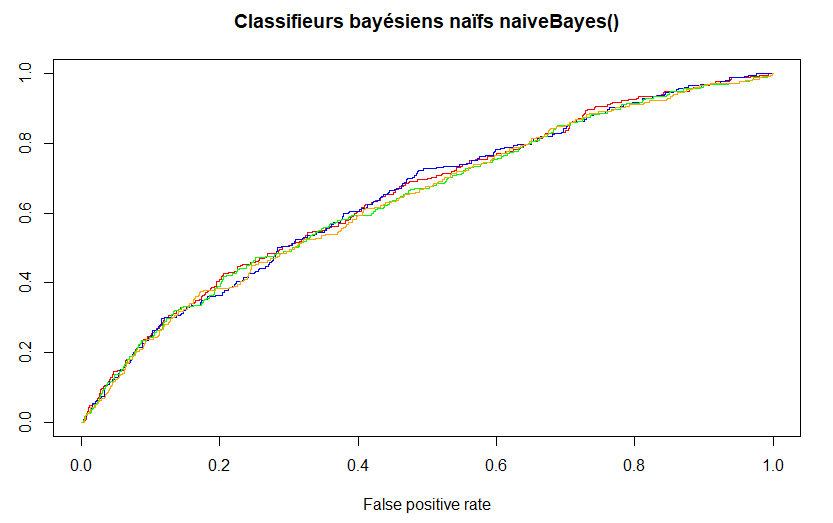 Classifieurs bayésiens naïfs naiveBayes()
1.0
0.8
0.6
0.4
0.2
0.0
0.0 0.2 0.4 0.6 0.8 1.0
False positive rate